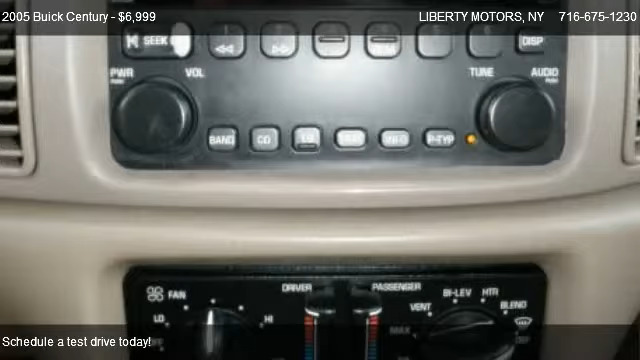 2005 Buick Century - $6,999 LIBERTY MOTORS, NY 716-675-1230
SEEK DISP
PWR VOL TUNE AUDIO
BAND CD P-TYP
FAN DRIVER PASSENGER BI-LEV HTR
LO HI VENT BLEND
MAX
Schedule a test drive today!